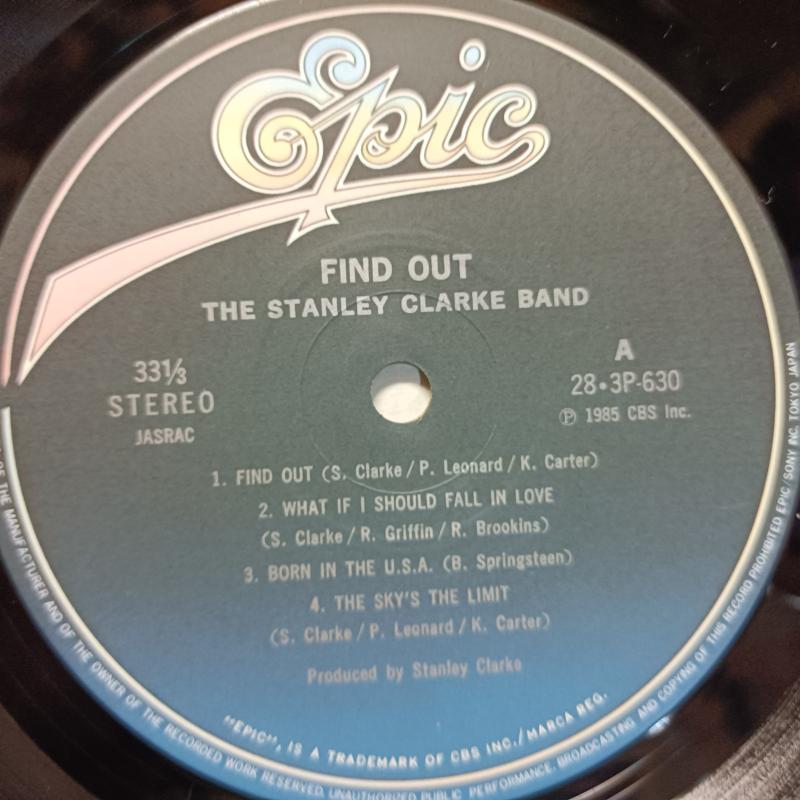 Epic
FIND OUT
THE STANLEY CLARKE BAND
33⅓
STEREO
JASRAC
A
28•3P-630
Ⓟ 1985 CBS Inc.
1. FIND OUT (S. Clarke / P. Leonard / K. Carter)
2. WHAT IF I SHOULD FALL IN LOVE
(S. Clarke / R. Griffin / R. Brookins)
3. BORN IN THE U.S.A. (B. Springsteen)
4. THE SKY'S THE LIMIT
(S. Clarke / P. Leonard / K. Carter)
Produced by Stanley Clarke
"EPIC", IS A TRADEMARK OF CBS INC./MARCA REG.
OF THE MANUFACTURER AND OF THE OWNER OF THE RECORDED WORK RESERVED. UNAUTHORIZED PUBLIC PERFORMANCE, BROADCASTING AND COPYING OF THIS RECORD PROHIBITED EPIC/SONY INC. TOKYO JAPAN